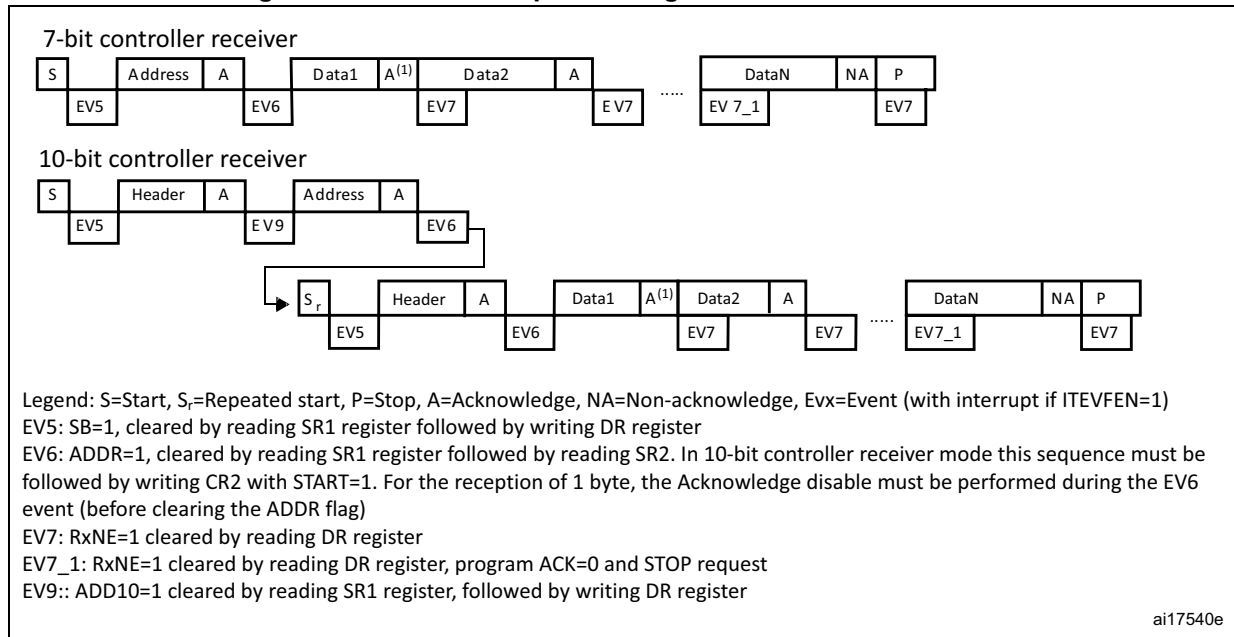 7-bit controller receiver
S Address A Data1 A(1) Data2 A ..... DataN NA P
EV5 EV6 EV7 EV7 EV 7_1 EV7
10-bit controller receiver
S Header A Address A
EV5 EV9 EV6
Sr Header A Data1 A(1) Data2 A ..... DataN NA P
EV5 EV6 EV7 EV7 EV7_1 EV7
Legend: S=Start, Sr=Repeated start, P=Stop, A=Acknowledge, NA=Non-acknowledge, Evx=Event (with interrupt if ITEVFEN=1)
EV5: SB=1, cleared by reading SR1 register followed by writing DR register
EV6: ADDR=1, cleared by reading SR1 register followed by reading SR2. In 10-bit controller receiver mode this sequence must be
followed by writing CR2 with START=1. For the reception of 1 byte, the Acknowledge disable must be performed during the EV6
event (before clearing the ADDR flag)
EV7: RxNE=1 cleared by reading DR register
EV7_1: RxNE=1 cleared by reading DR register, program ACK=0 and STOP request
EV9:: ADD10=1 cleared by reading SR1 register, followed by writing DR register
ai17540e